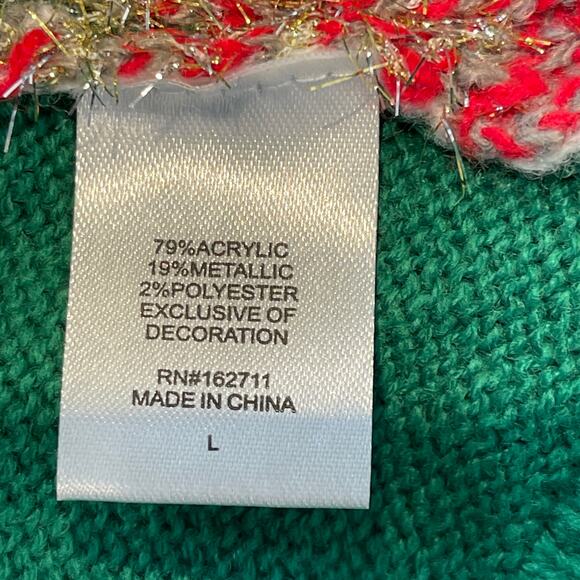 79%ACRYLIC
19%METALLIC
2%POLYESTER
EXCLUSIVE OF
DECORATION
RN#162711
MADE IN CHINA
L